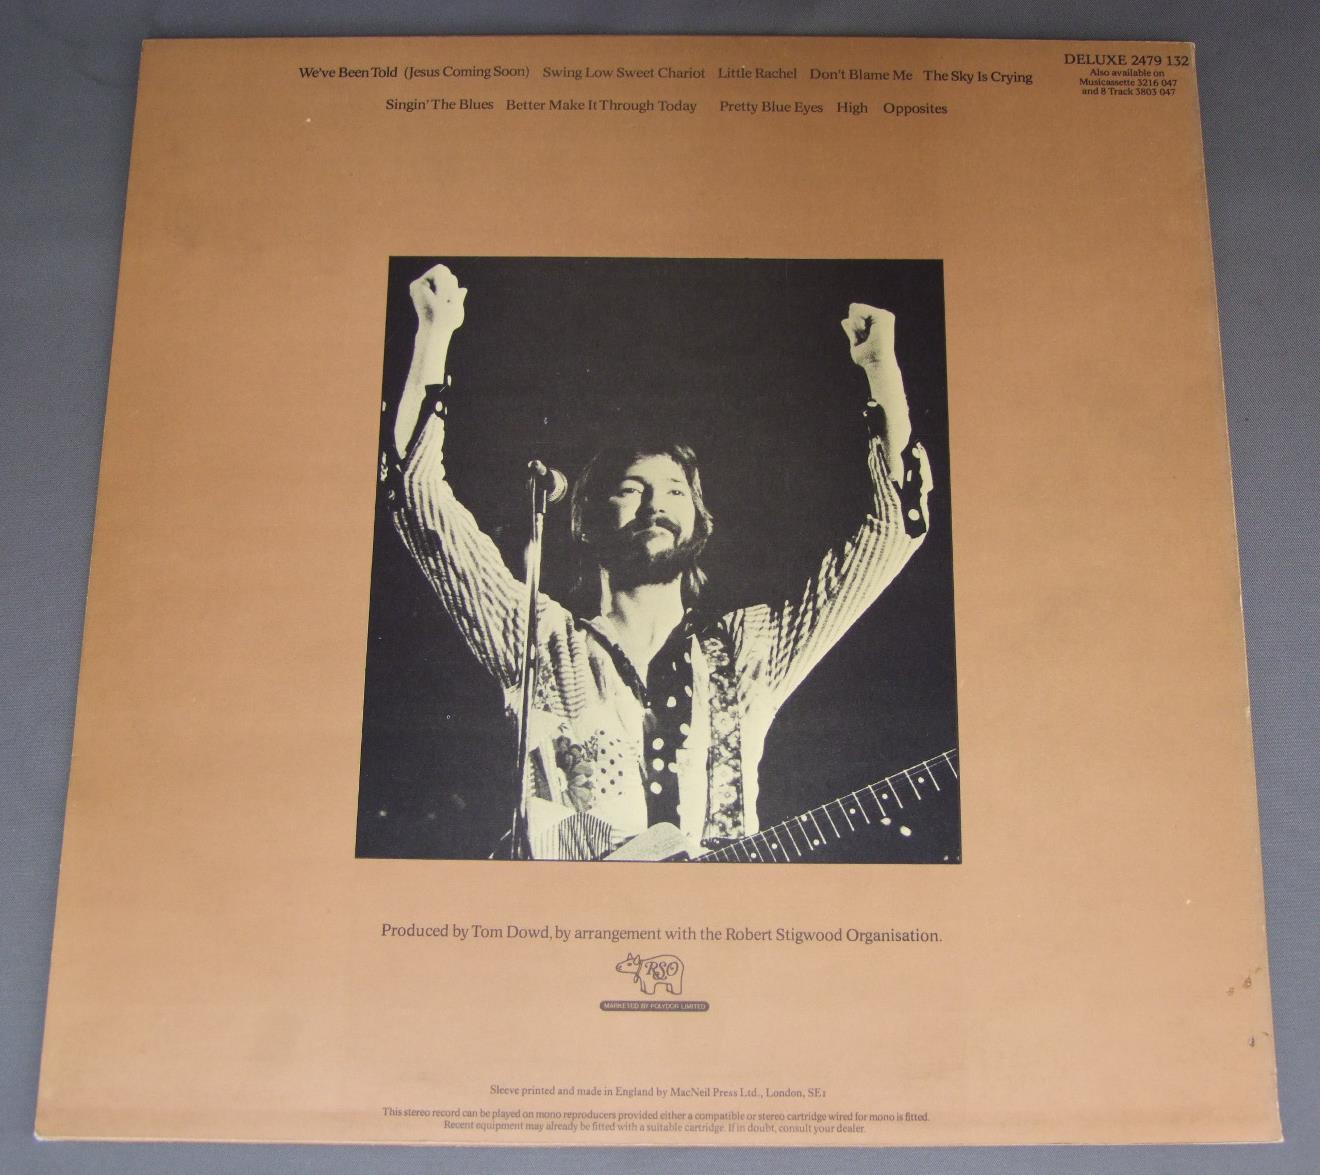 We've Been Told (Jesus Coming Soon) Swing Low Sweet Chariot Little Rachel Don't Blame Me The Sky Is Crying
Singin' The Blues Better Make It Through Today Pretty Blue Eyes High Opposites
DELUXE 2479 132
Also available on
Musicassette 3216 047
and 8 Track 3803 047
Produced by Tom Dowd, by arrangement with the Robert Stigwood Organisation.
RSO
MARKETED BY POLYDOR LIMITED
Sleeve printed and made in England by MacNeil Press Ltd., London, SE1
This stereo record can be played on mono reproducers provided either a compatible or stereo cartridge wired for mono is fitted.
Recent equipment may already be fitted with a suitable cartridge. If in doubt, consult your dealer.